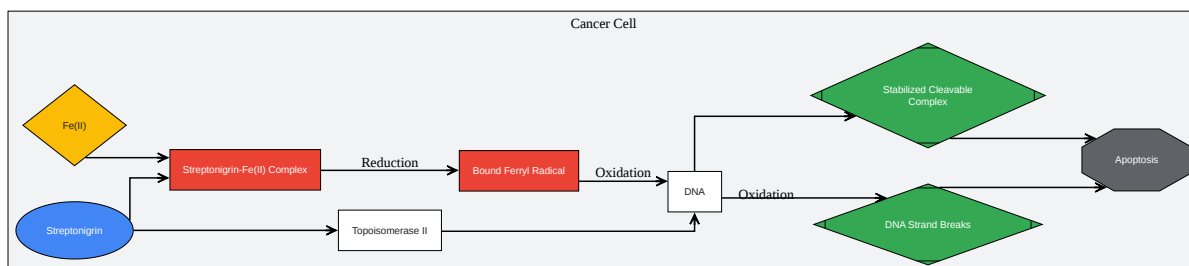 Cancer Cell
Fe(II)
Streptonigrin
Streptonigrin-Fe(II) Complex
Reduction
Bound Ferryl Radical
Oxidation
Topoisomerase II
DNA
Oxidation
Stabilized Cleavable
Complex
DNA Strand Breaks
Apoptosis